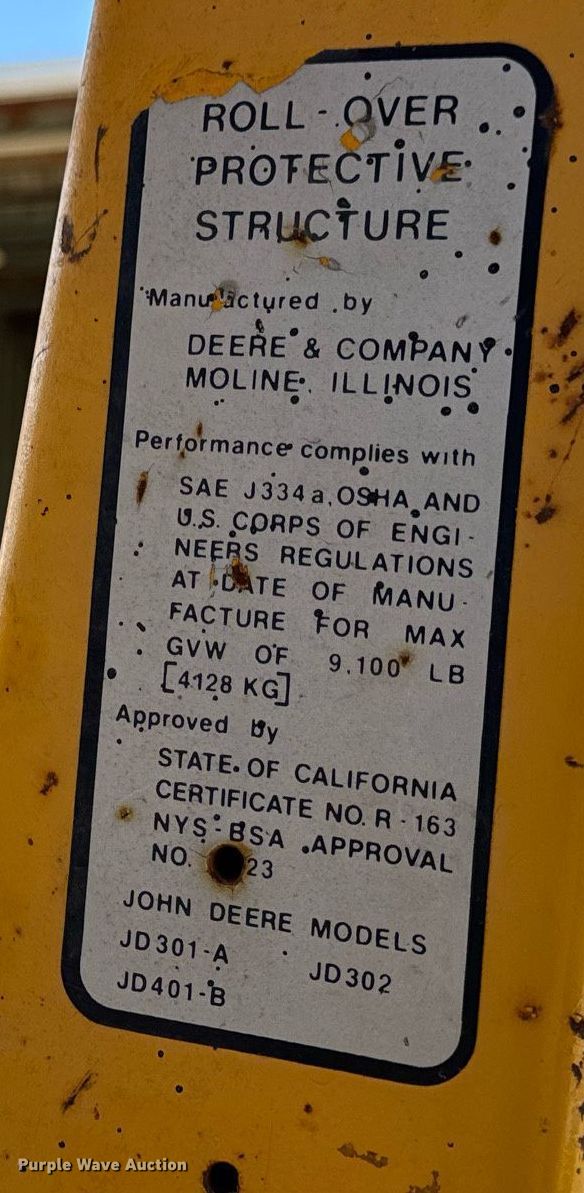 ROLL-OVER
PROTECTIVE
STRUCTURE
Manufactured by
DEERE & COMPANY
MOLINE, ILLINOIS
Performance complies with
SAE J334a, OSHA AND
U.S. CORPS OF ENGI-
NEERS REGULATIONS
AT DATE OF MANU-
FACTURE FOR MAX
GVW OF 9.100 LB
[4128 KG]
Approved by
STATE OF CALIFORNIA
CERTIFICATE NO. R-163
NYS-BSA APPROVAL
NO. 23
JOHN DEERE MODELS
JD301-A JD302
JD401-B
Purple Wave Auction